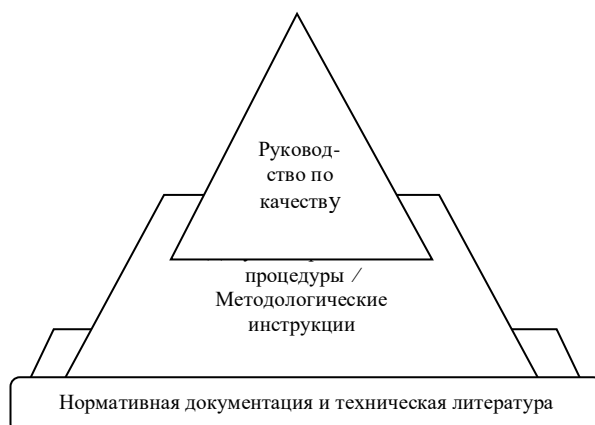 Руковод-
ство по
качеству
процедуры /
Методологические
инструкции
Нормативная документация и техническая литература